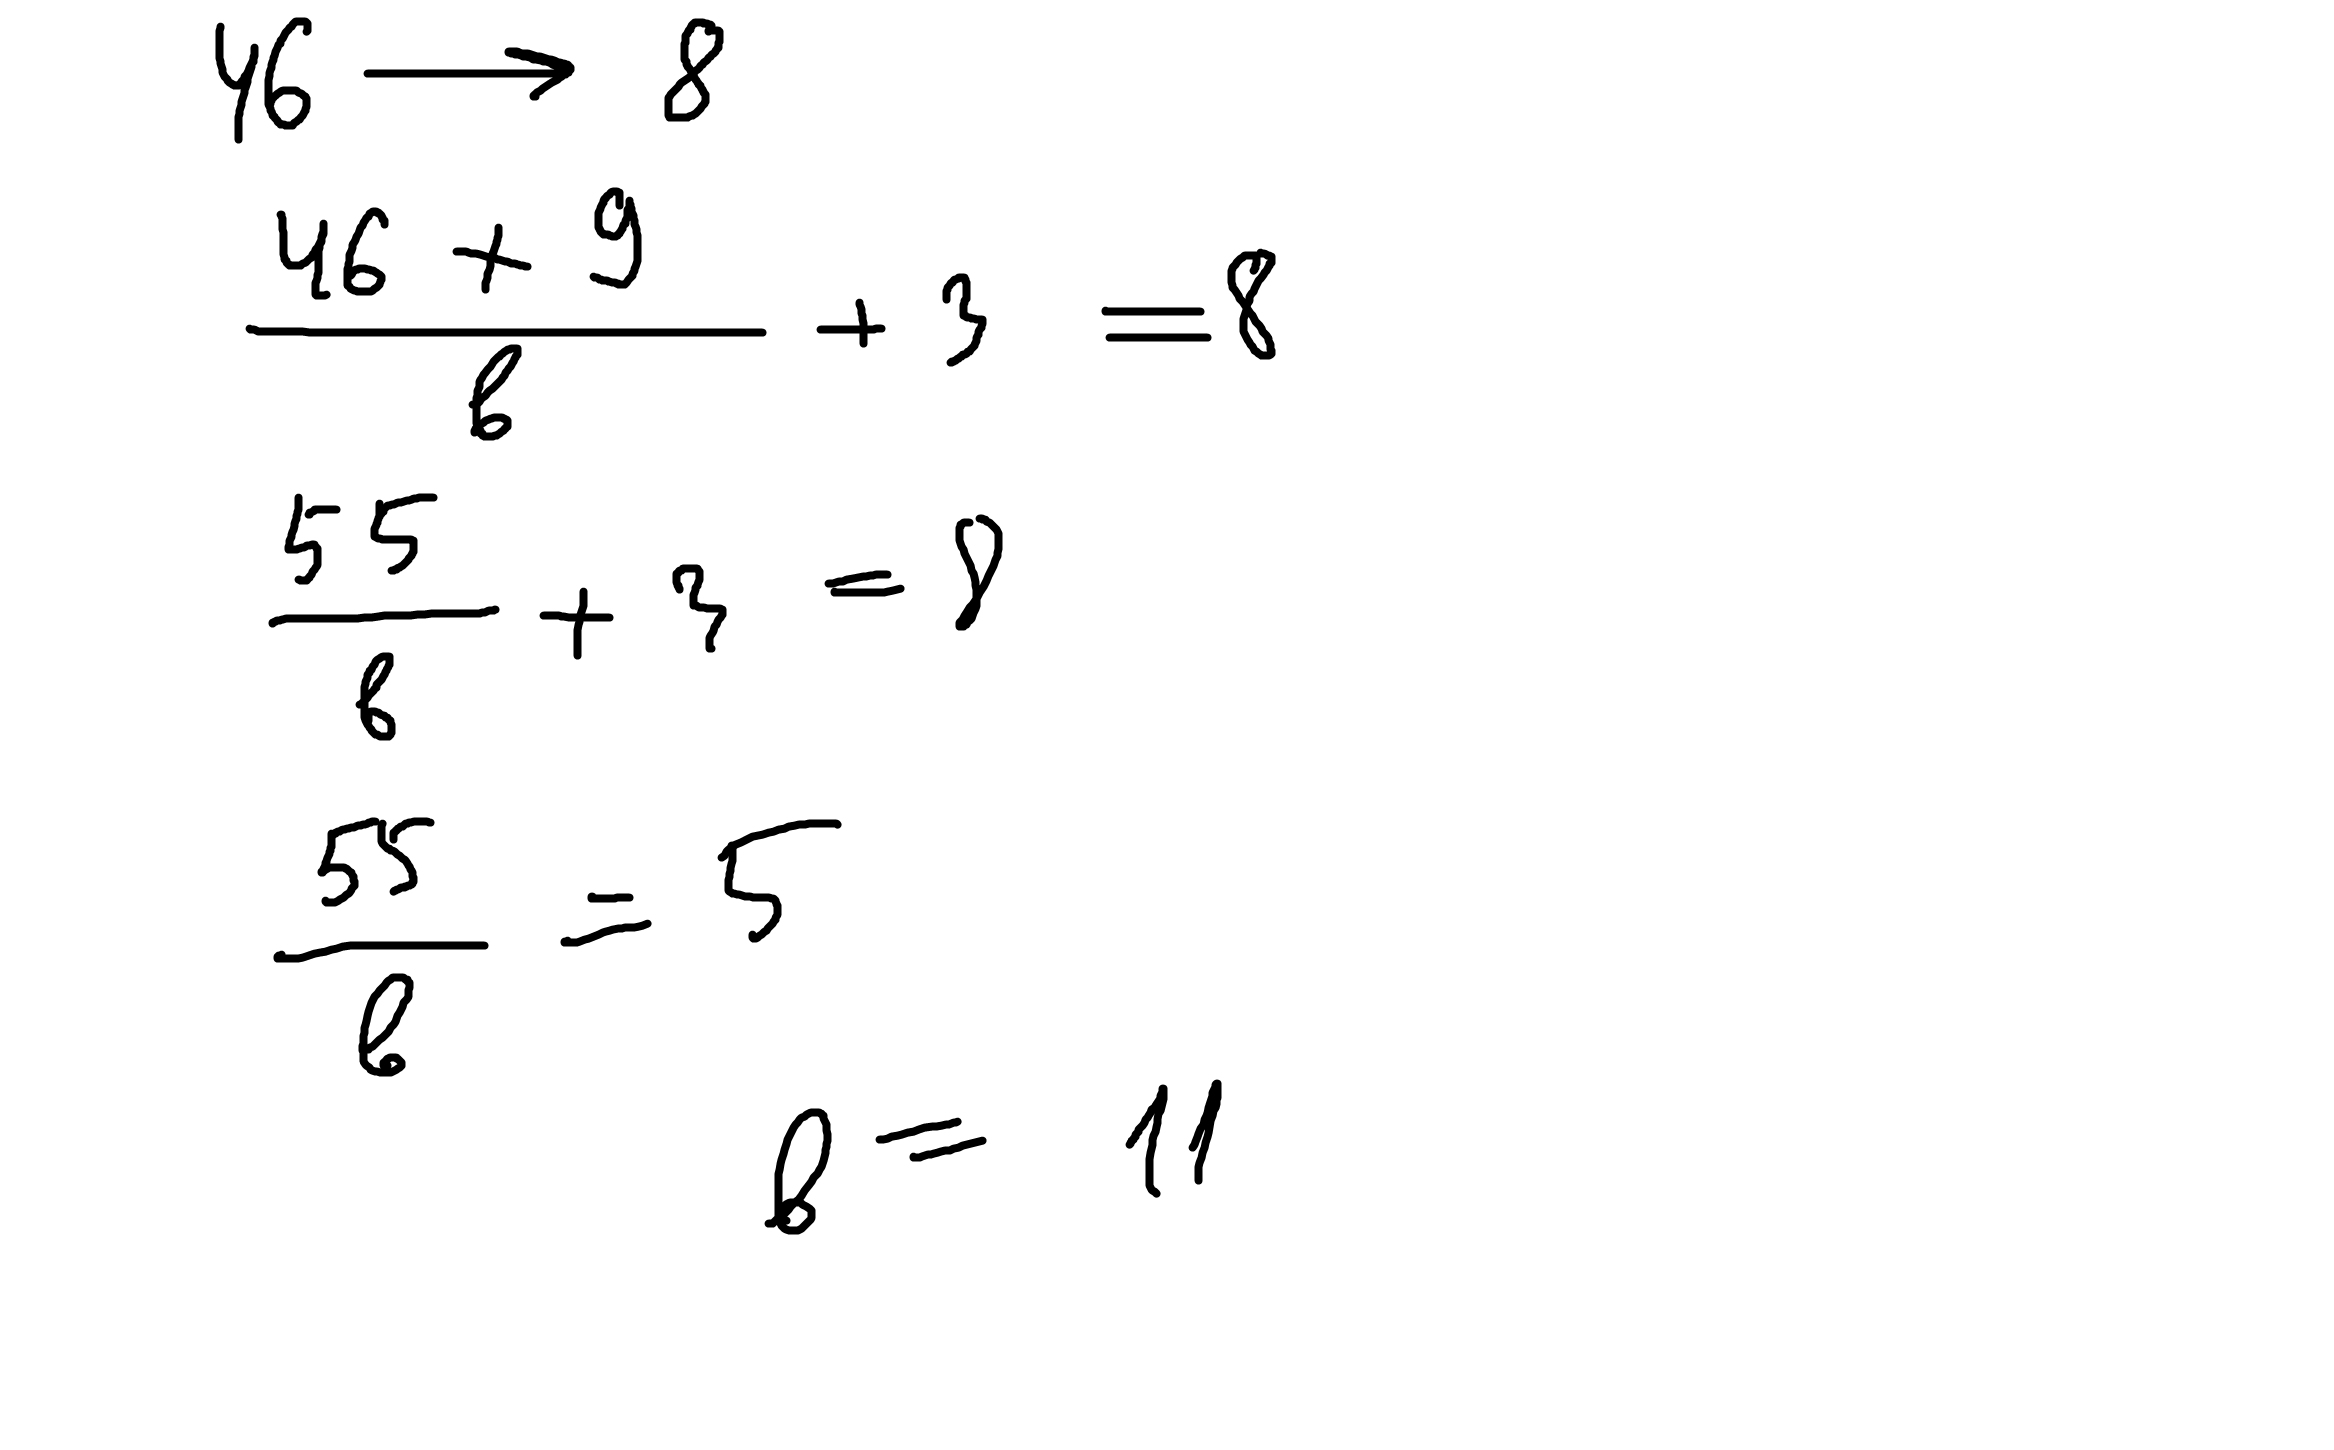 46 → 8
(46 + 9)/b + 3 = 8
55/b + 3 = 8
55/b = 5
b = 11